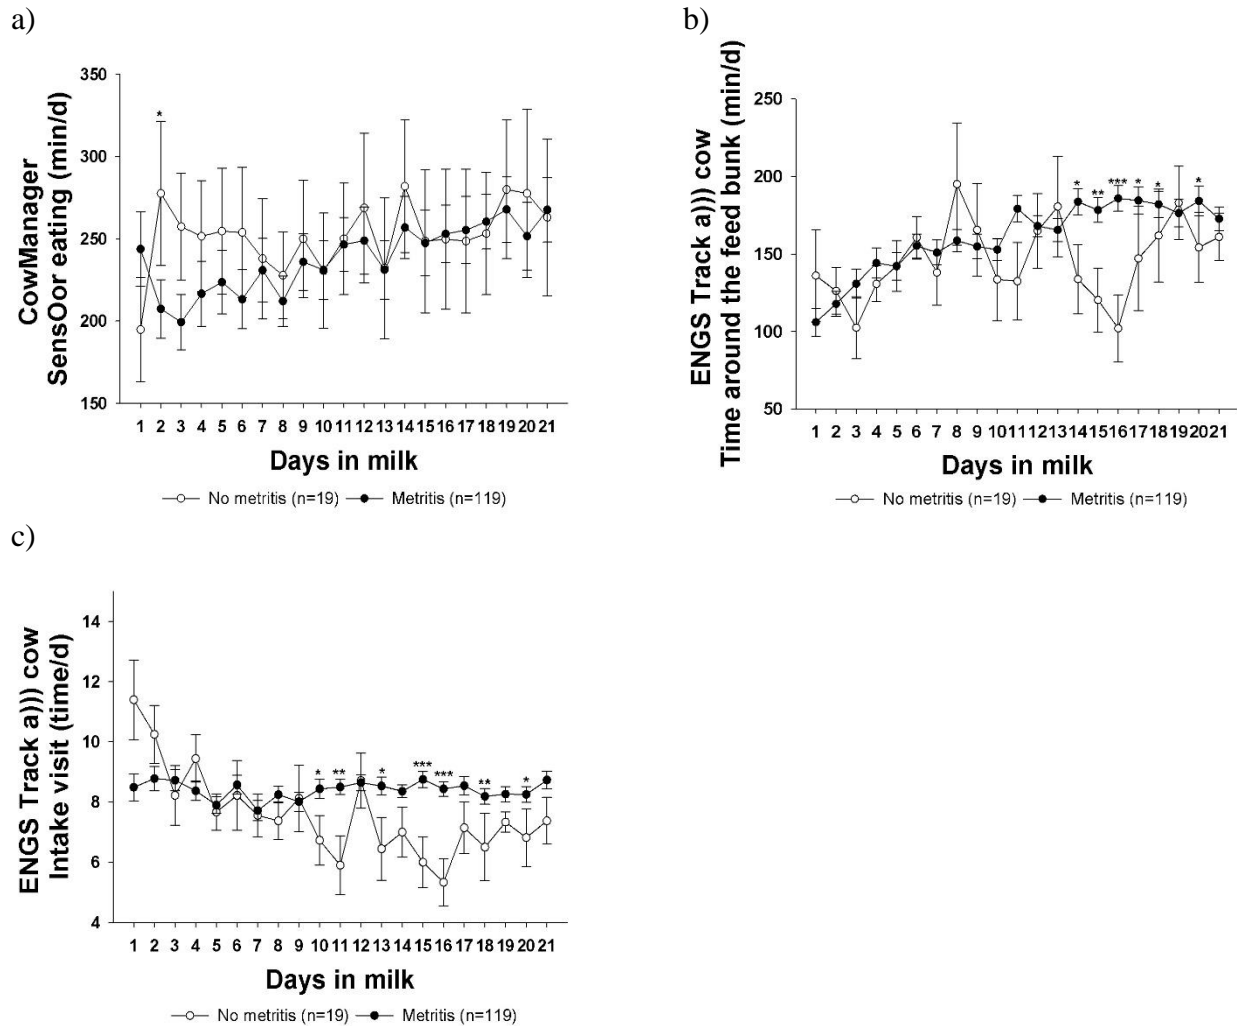 a)
350
300
250
200
150
CowManager
SensOor eating (min/d)
*
1 2 3 4 5 6 7 8 9 10 11 12 13 14 15 16 17 18 19 20 21
Days in milk
No metritis (n=19) Metritis (n=119)
b)
250
200
150
100
50
ENGS Track a))) cow
Time around the feed bunk (min/d)
* ** *** * * *
1 2 3 4 5 6 7 8 9 10 11 12 13 14 15 16 17 18 19 20 21
Days in milk
No metritis (n=19) Metritis (n=119)
c)
14
12
10
8
6
4
ENGS Track a))) cow
Intake visit (time/d)
* ** * *** *** ** *
1 2 3 4 5 6 7 8 9 10 11 12 13 14 15 16 17 18 19 20 21
Days in milk
No metritis (n=19) Metritis (n=119)